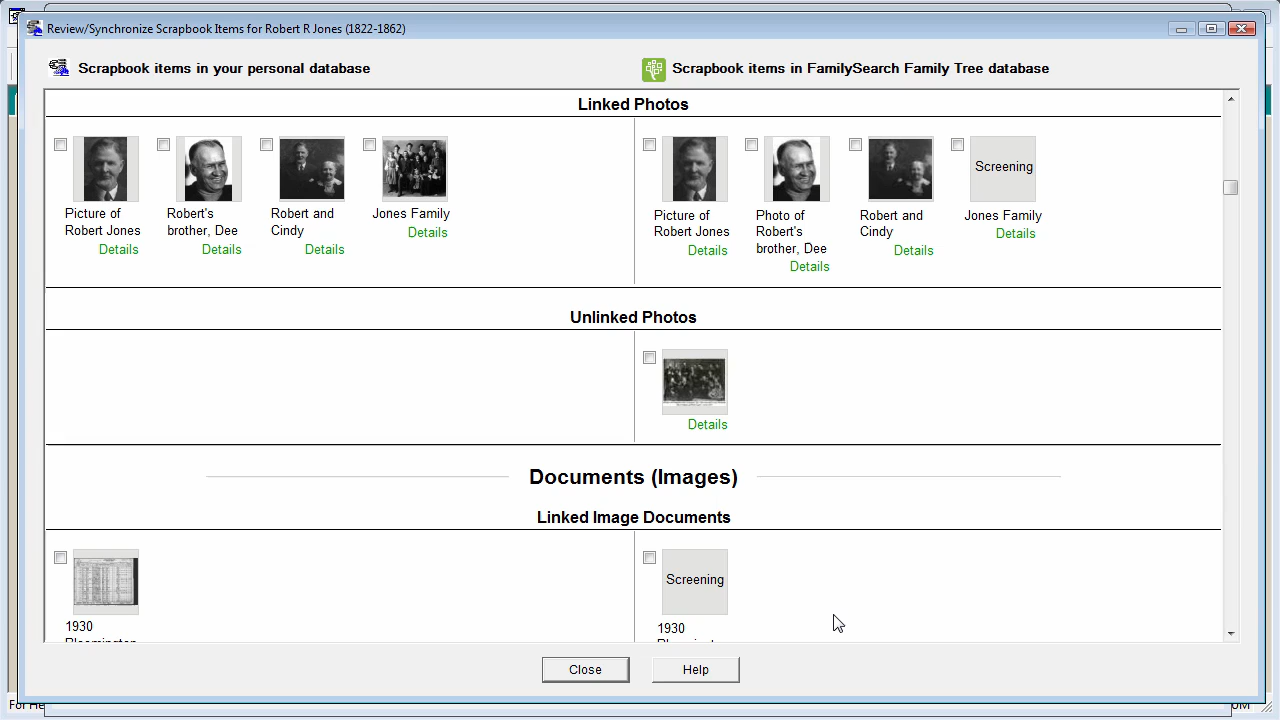 Review/Synchronize Scrapbook Items for Robert R Jones (1822-1862)
Scrapbook items in your personal database
Scrapbook items in FamilySearch Family Tree database
Linked Photos
Picture of
Robert Jones
Details
Robert's
brother, Dee
Details
Robert and
Cindy
Details
Jones Family
Details
Picture of
Robert Jones
Details
Photo of
Robert's
brother, Dee
Details
Robert and
Cindy
Details
Screening
Jones Family
Details
Unlinked Photos
Details
Documents (Images)
Linked Image Documents
1930
Screening
1930
Close
Help
For He